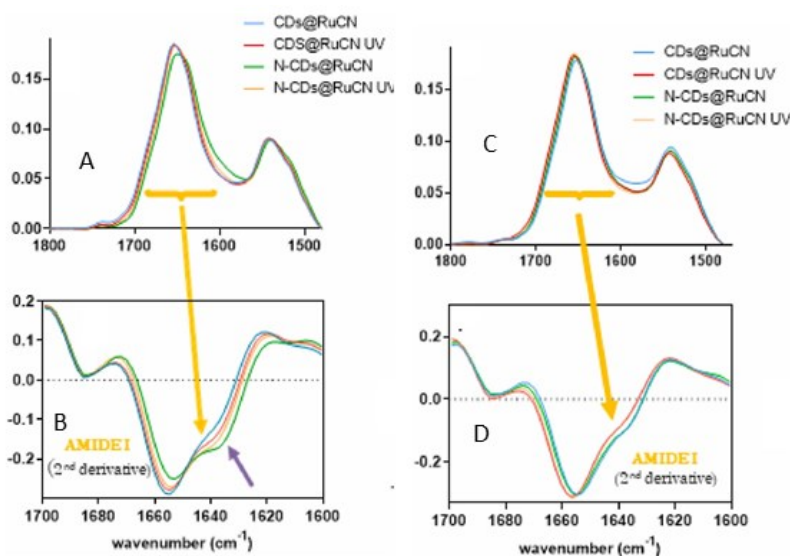 CDs@RuCN
CDS@RuCN UV
N-CDs@RuCN
N-CDs@RuCN UV
A
0.15
0.10
0.05
0.00
1800
1700
1600
1500
CDs@RuCN
CDs@RuCN UV
N-CDs@RuCN
N-CDs@RuCN UV
C
0.15
0.10
0.05
0.00
1800
1700
1600
1500
0.2
0.1
0.0
-0.1
-0.2
B
AMIDE I
(2nd derivative)
1700
1680
1660
1640
1620
1600
wavenumber (cm-1)
0.2
0.0
-0.2
D
AMIDE I
(2nd derivative)
1700
1680
1660
1640
1620
1600
wavenumber (cm-1)